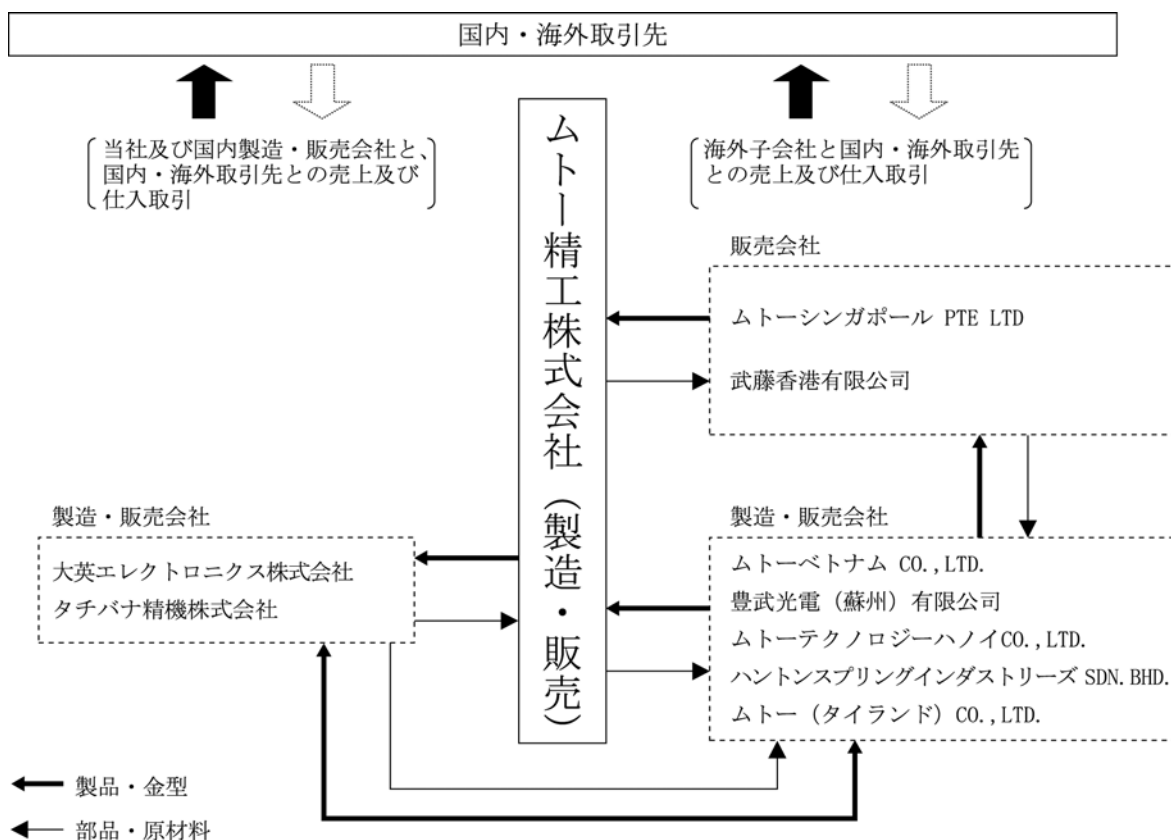 国内・海外取引先
当社及び国内製造・販売会社と、
国内・海外取引先との売上及び
仕入取引
海外子会社と国内・海外取引先
との売上及び仕入取引
ムトー精工株式会社(製造・販売)
販売会社
ムトーシンガポール PTE LTD
武藤香港有限公司
製造・販売会社
大英エレクトロニクス株式会社
タチバナ精機株式会社
製造・販売会社
ムトーベトナム CO.,LTD.
豊武光電(蘇州)有限公司
ムトーテクノロジーハノイCO.,LTD.
ハントンスプリングインダストリーズ SDN.BHD.
ムトー(タイランド)CO.,LTD.
製品・金型
部品・原材料